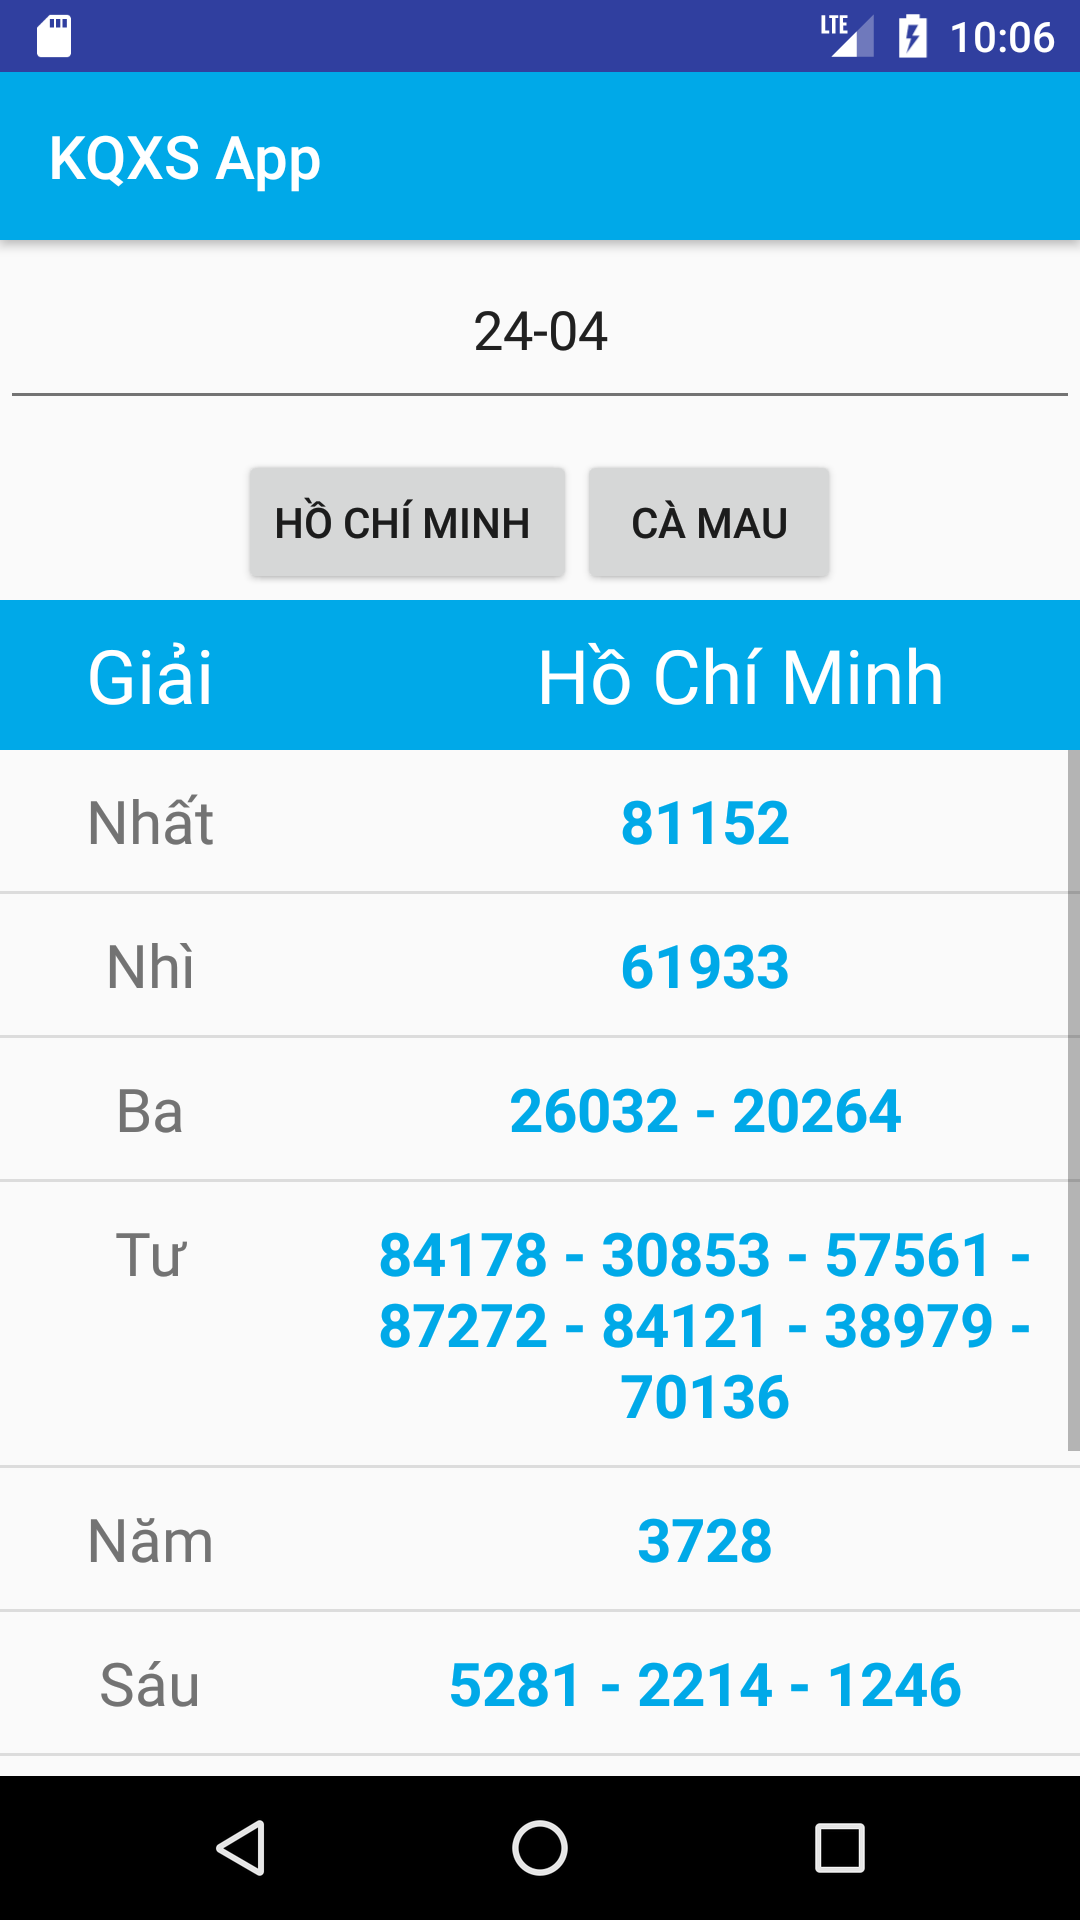 LTE 10:06
KQXS App
24-04
HỒ CHÍ MINH CÀ MAU
Giải Hồ Chí Minh
Nhất 81152
Nhì 61933
Ba 26032 - 20264
Tư 84178 - 30853 - 57561 -
87272 - 84121 - 38979 -
70136
Năm 3728
Sáu 5281 - 2214 - 1246